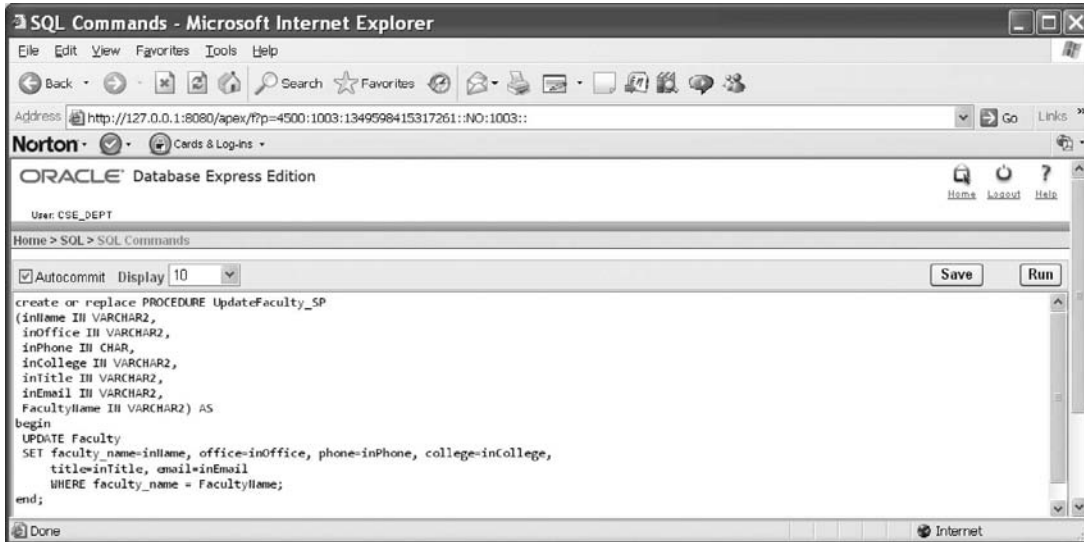 SQL Commands - Microsoft Internet Explorer
File Edit View Favorites Tools Help
Back Search Favorites
Address http://127.0.0.1:8080/apex/f?p=4500:1003:1349598415317261::NO:1003:: Go Links »
Norton Cards & Log-ins
ORACLE Database Express Edition
Home Logout Help
User: CSE_DEPT
Home > SQL > SQL Commands
Autocommit Display 10 Save Run
create or replace PROCEDURE UpdateFaculty_SP
(inName IN VARCHAR2,
inOffice IN VARCHAR2,
inPhone IN CHAR,
inCollege IN VARCHAR2,
inTitle IN VARCHAR2,
inEmail IN VARCHAR2,
FacultyName IN VARCHAR2) AS
begin
UPDATE Faculty
SET faculty_name=inName, office=inOffice, phone=inPhone, college=inCollege,
title=inTitle, email=inEmail
WHERE faculty_name = FacultyName;
end;
Done Internet